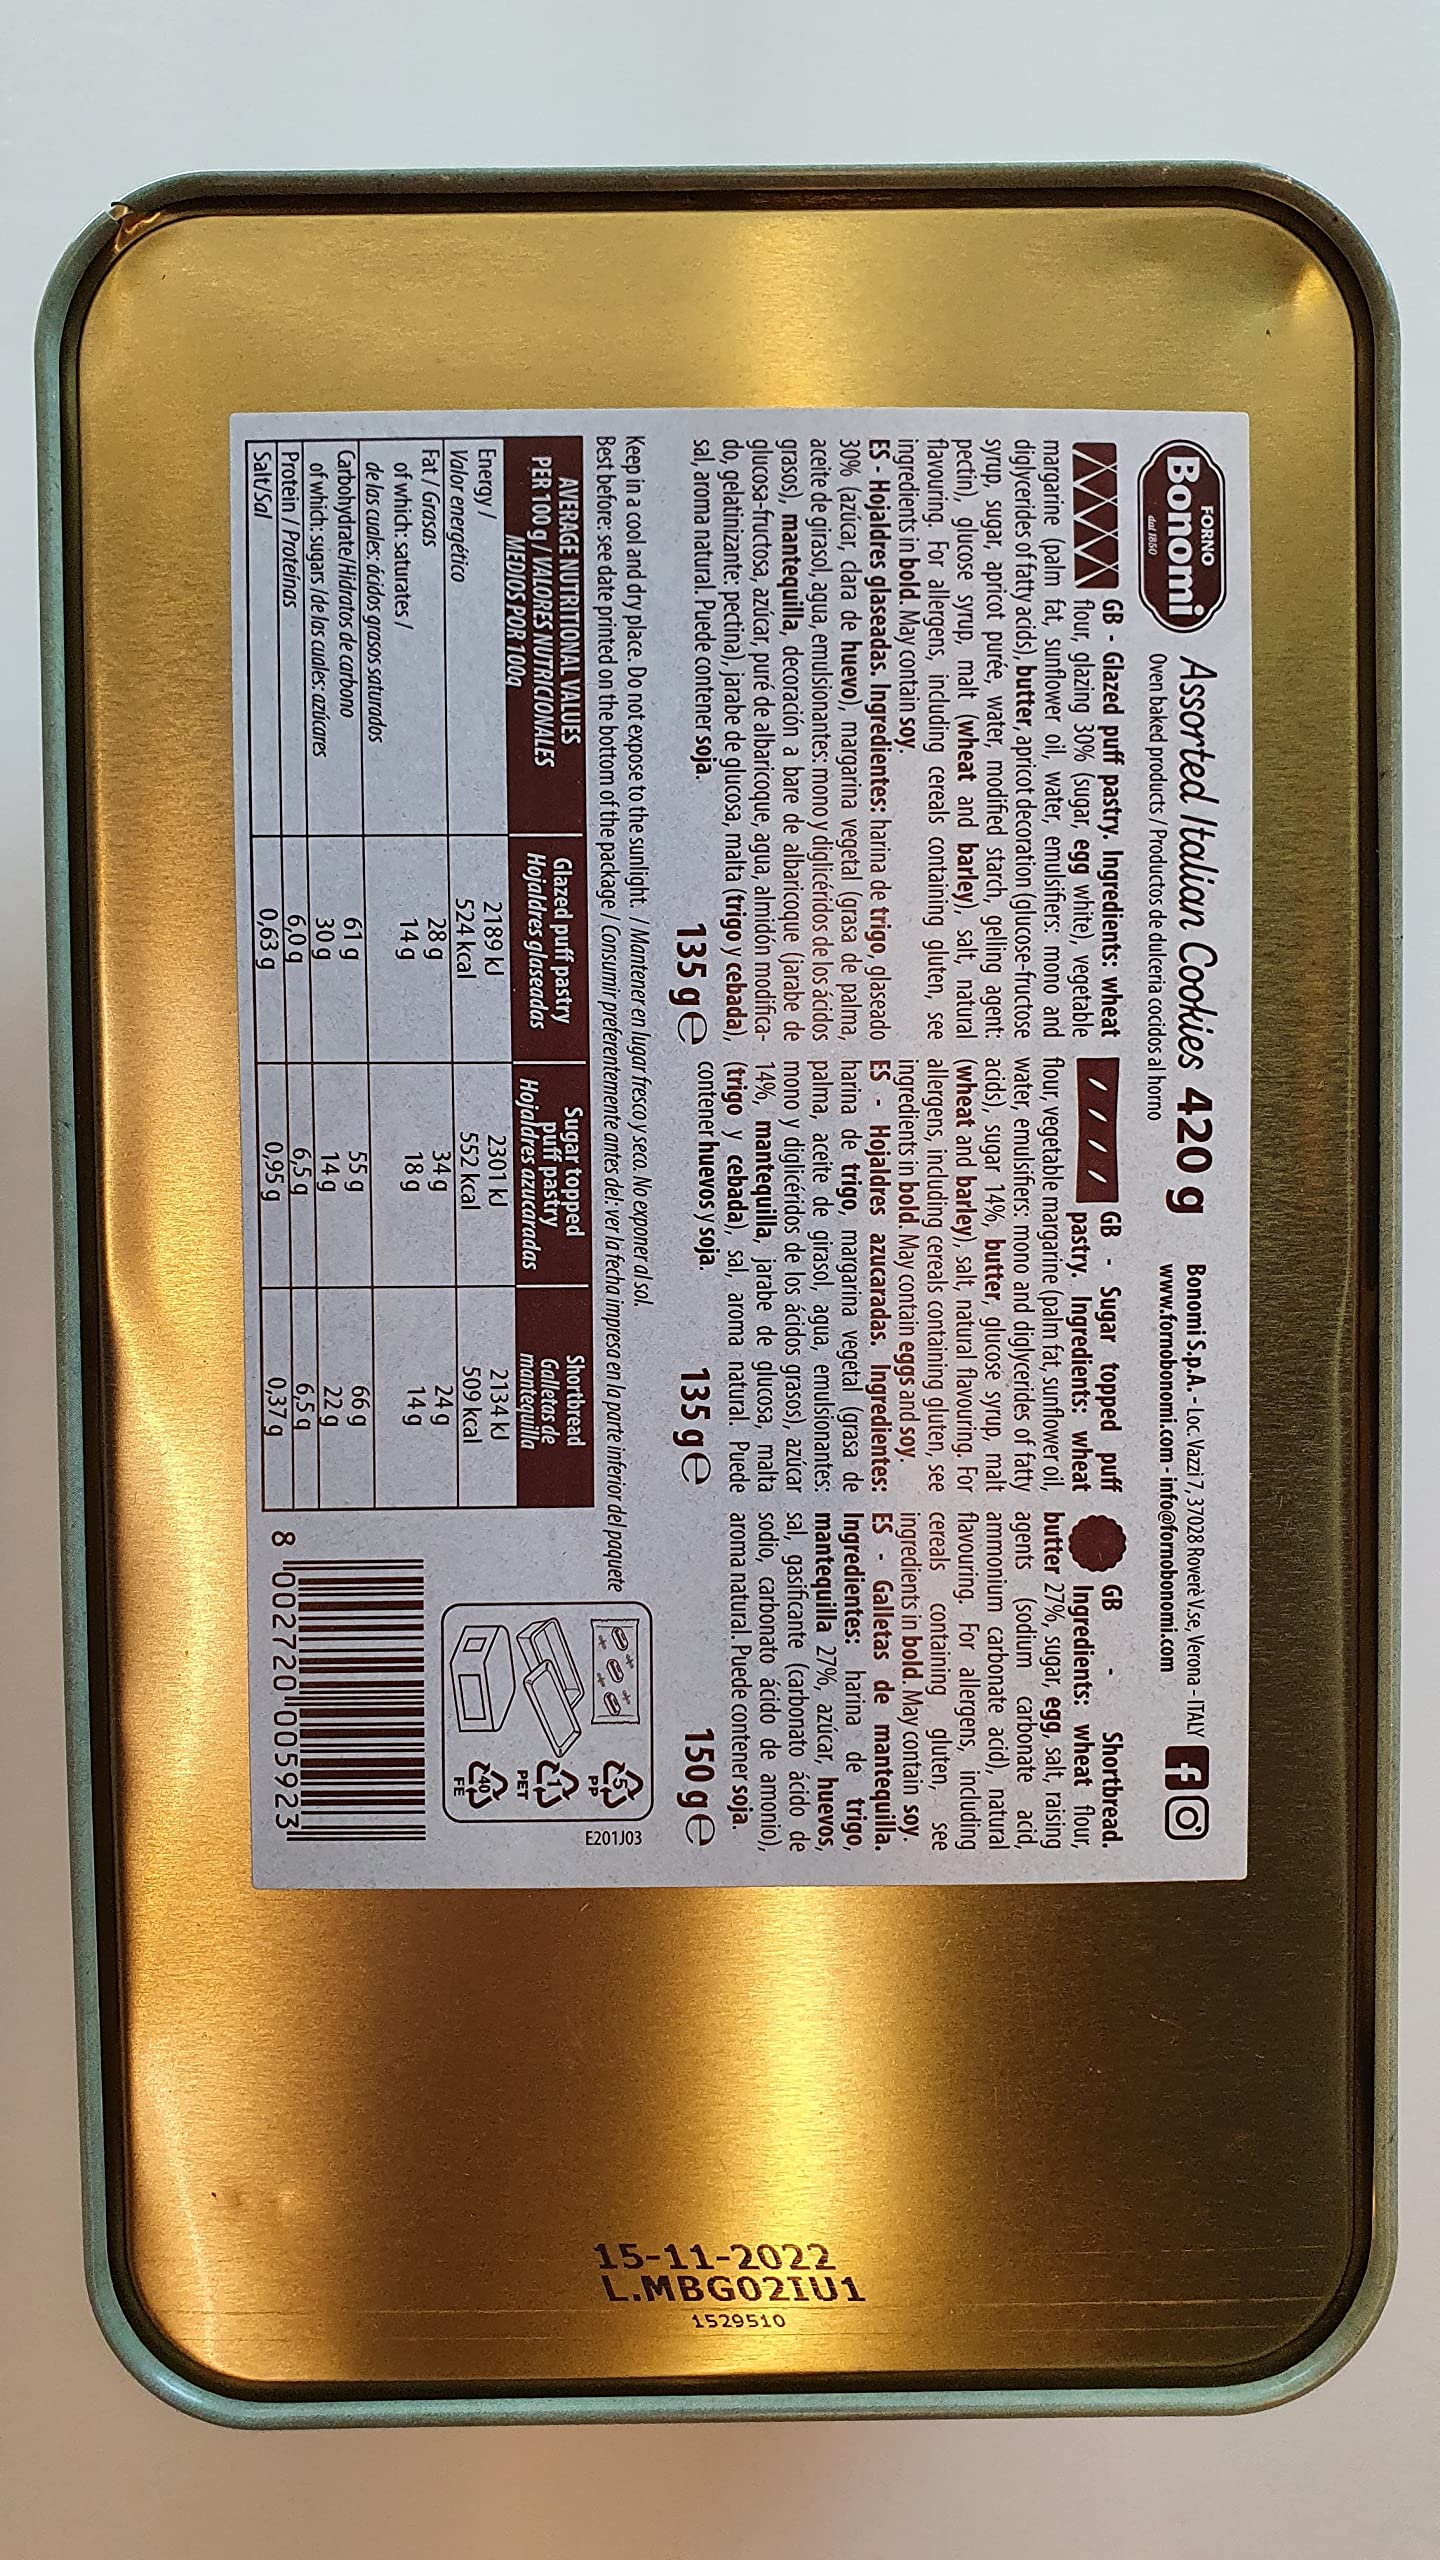 FORNO
Bonomi
dal 1850
Assorted Italian Cookies 420 g
Oven baked products / Productos de dulceria cocidos al horno
Bonomi S.p.A. - Loc. Vazzi 7, 37028 Roverè V.se, Verona - ITALY
www.fornobonomi.com - info@fornobonomi.com
GB - Glazed puff pastry. Ingredients: wheat
flour, glazing 30% (sugar, egg white), vegetable
margarine (palm fat, sunflower oil, water, emulsifiers: mono and
diglycerides of fatty acids), butter, apricot decoration (glucose-fructose
syrup, sugar, apricot purée, water, modified starch, gelling agent:
pectin), glucose syrup, malt (wheat and barley), salt, natural
flavouring. For allergens, including cereals containing gluten, see
ingredients in bold. May contain soy.
ES - Hojaldres glaseadas. Ingredientes: harina de trigo, glaseado
30% (azúcar, clara de huevo), margarina vegetal (grasa de palma,
aceite de girasol, agua, emulsionantes: mono y diglicéridos de los ácidos
grasos), mantequilla, decoración a bare de albaricoque (jarabe de
glucosa-fructosa, azúcar, puré de albaricoque, agua, almidón modifica-
do, gelatinizante: pectina), jarabe de glucosa, malta (trigo y cebada),
sal, aroma natural. Puede contener soja.
135 g e
GB - Sugar topped puff
pastry. Ingredients: wheat
flour, vegetable margarine (palm fat, sunflower oil,
water, emulsifiers: mono and diglycerides of fatty
acids), sugar 14%, butter, glucose syrup, malt
(wheat and barley), salt, natural flavouring. For
allergens, including cereals containing gluten, see
ingredients in bold. May contain eggs and soy.
ES - Hojaldres azucaradas. Ingredientes:
harina de trigo, margarina vegetal (grasa de
palma, aceite de girasol, agua, emulsionantes:
mono y diglicéridos de los ácidos grasos), azúcar
14%, mantequilla, jarabe de glucosa, malta
(trigo y cebada), sal, aroma natural. Puede
contener huevos y soja.
135 g e
GB - Shortbread.
Ingredients: wheat flour,
butter 27%, sugar, egg, salt, raising
agents (sodium carbonate acid,
ammonium carbonate acid), natural
flavouring. For allergens, including
cereals containing gluten, see
ingredients in bold. May contain soy.
ES - Galletas de mantequilla.
Ingredientes: harina de trigo,
mantequilla 27%, azúcar, huevos,
sal, gasificante (carbonato ácido de
sodio, carbonato ácido de amonio),
aroma natural. Puede contener soja.
150 g e
Keep in a cool and dry place. Do not expose to the sunlight. / Mantener en lugar fresco y seco. No exponer al sol.
Best before: see date printed on the bottom of the package / Consumir preferentemente antes del: ver la fecha impresa en la parte inferior del paquete
AVERAGE NUTRITIONAL VALUES
PER 100 g / VALORES NUTRICIONALES
MEDIOS POR 100g
Glazed puff pastry
Hojaldres glaseadas
Sugar topped
puff pastry
Hojaldres azucaradas
Shortbread
Galletas de
mantequilla
Energy / 2189 kJ 2301 kJ 2134 kJ
Valor energético 524 kcal 552 kcal 509 kcal
Fat / Grasas 28 g 34 g 24 g
of which: saturates / 14 g 18 g 14 g
de las cuales: ácidos grasos saturados
Carbohydrate/ Hidratos de carbono 61 g 55 g 66 g
of which: sugars / de los cuales: azúcares 30 g 14 g 22 g
Protein / Proteínas 6,0 g 6,5 g 6,5 g
Salt/ Sal 0,63 g 0,95 g 0,37 g
5
PP
1
PET
40
FE
E201J03
8 002720 005923
15-11-2022
L.MBG02IU1
1529510